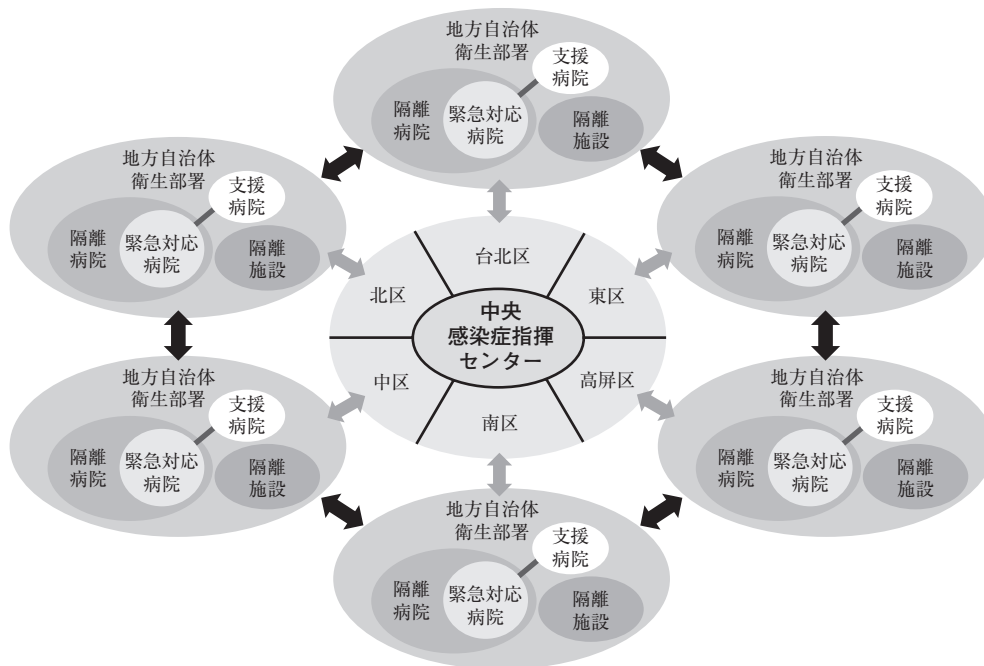 地方自治体
衛生部署
支援
病院
隔離
病院
緊急対応
病院
隔離
施設
地方自治体
衛生部署
支援
病院
隔離
病院
緊急対応
病院
隔離
施設
地方自治体
衛生部署
支援
病院
隔離
病院
緊急対応
病院
隔離
施設
台北区
北区
東区
中央
感染症指揮
センター
中区
高屏区
南区
地方自治体
衛生部署
支援
病院
隔離
病院
緊急対応
病院
隔離
施設
地方自治体
衛生部署
支援
病院
隔離
病院
緊急対応
病院
隔離
施設
地方自治体
衛生部署
支援
病院
隔離
病院
緊急対応
病院
隔離
施設